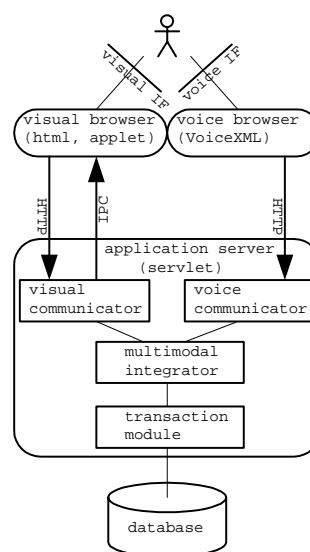 visual IF
voice IF
visual browser
(html, applet)
voice browser
(VoiceXML)
HTTP
IPC
HTTP
application server
(servlet)
visual
communicator
voice
communicator
multimodal
integrator
transaction
module
database